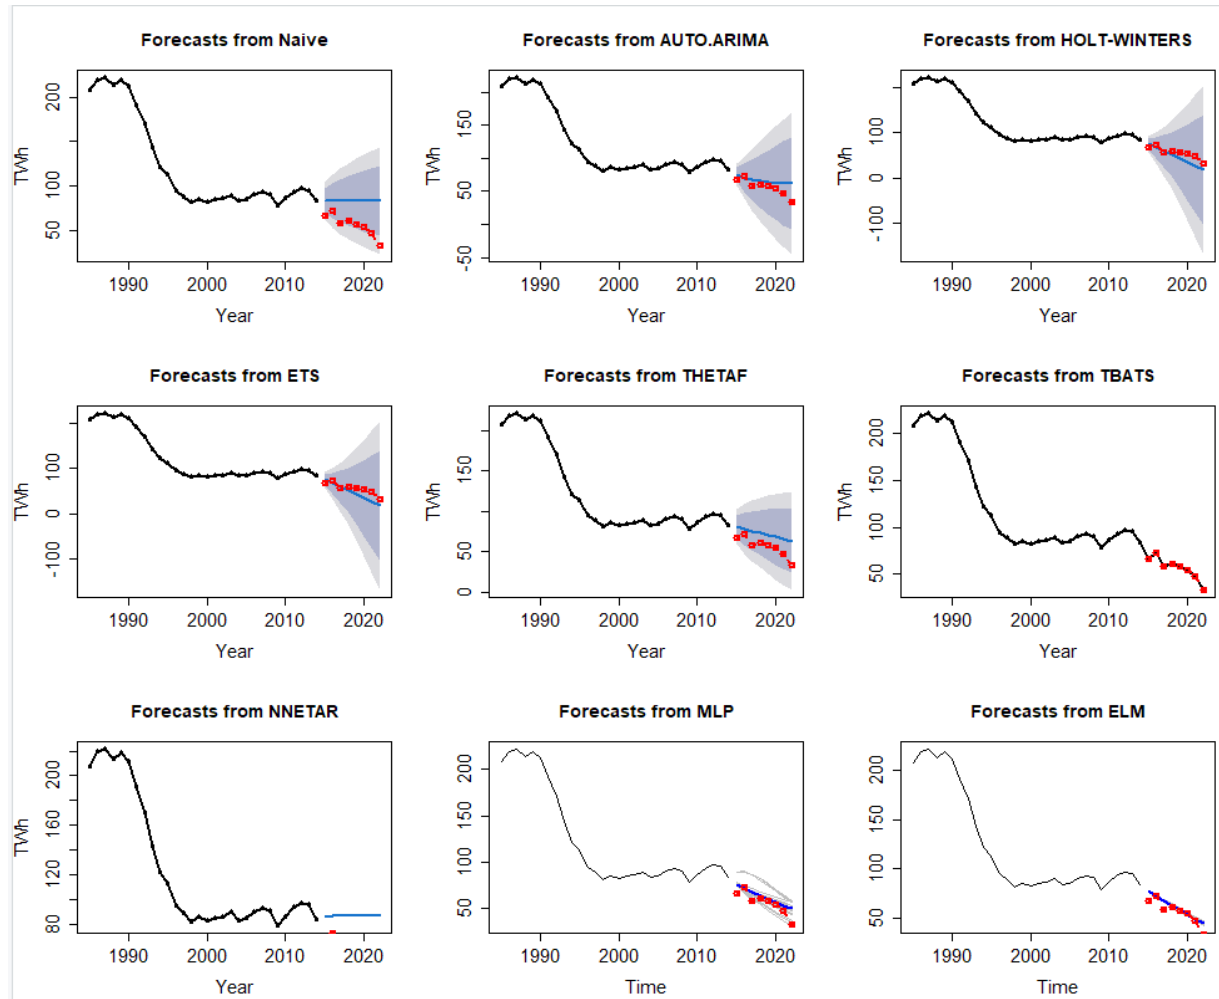 Forecasts from Naive
Forecasts from AUTO.ARIMA
Forecasts from HOLT-WINTERS
TWh
50
100
200
1990
2000
2010
2020
Year
TWh
-50
50
150
1990
2000
2010
2020
Year
TWh
-100
0
100
1990
2000
2010
2020
Year
Forecasts from ETS
Forecasts from THETAF
Forecasts from TBATS
TWh
-100
0
100
1990
2000
2010
2020
Year
TWh
0
50
150
1990
2000
2010
2020
Year
TWh
50
100
150
200
1990
2000
2010
2020
Year
Forecasts from NNETAR
Forecasts from MLP
Forecasts from ELM
TWh
80
120
160
200
1990
2000
2010
2020
Year
50
100
150
200
1990
2000
2010
2020
Time
50
100
150
200
1990
2000
2010
2020
Time